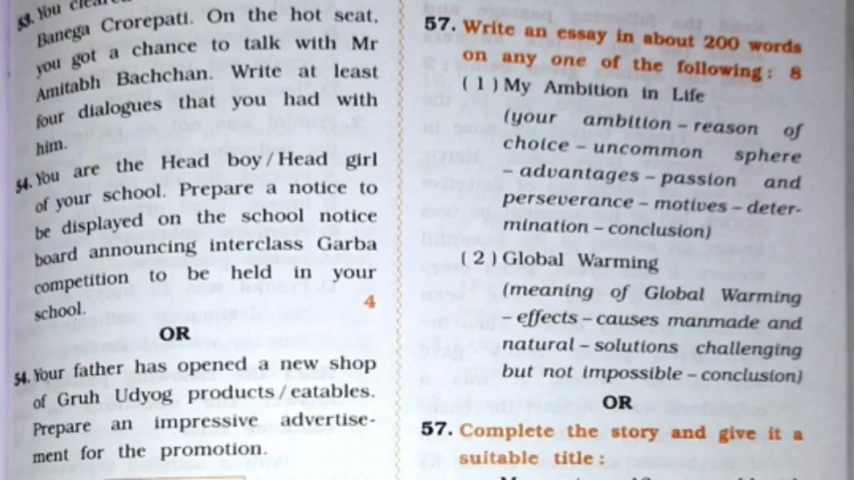 53. You
Banega Crorepati. On the hot seat,
you got a chance to talk with Mr
Amitabh Bachchan. Write at least
four dialogues that you had with
him.
54. You are the Head boy/Head girl
of your school. Prepare a notice to
be displayed on the school notice
board announcing interclass Garba
competition to be held in your
school. 4
OR
54. Your father has opened a new shop
of Gruh Udyog products/eatables.
Prepare an impressive advertise-
ment for the promotion.
57. Write an essay in about 200 words
on any one of the following: 8
(1) My Ambition in Life
(your ambition – reason of
choice – uncommon sphere
– advantages – passion and
perseverance – motives – deter-
mination – conclusion)
(2) Global Warming
(meaning of Global Warming
– effects – causes manmade and
natural – solutions challenging
but not impossible – conclusion)
OR
57. Complete the story and give it a
suitable title: